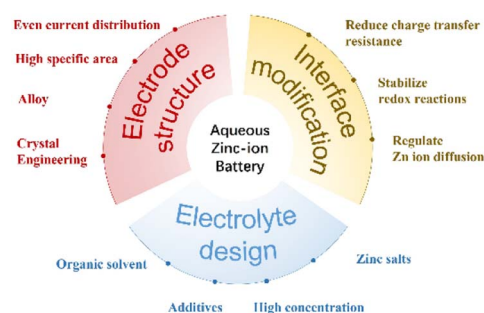 Even current distribution
High specific area
Alloy
Crystal Engineering
Electrode
structure
Interface
modification
Reduce charge transfer
resistance
Stabilize
redox reactions
Regulate
Zn ion diffusion
Aqueous
Zinc-ion
Battery
Electrolyte
design
Organic solvent
Additives
High concentration
Zinc salts